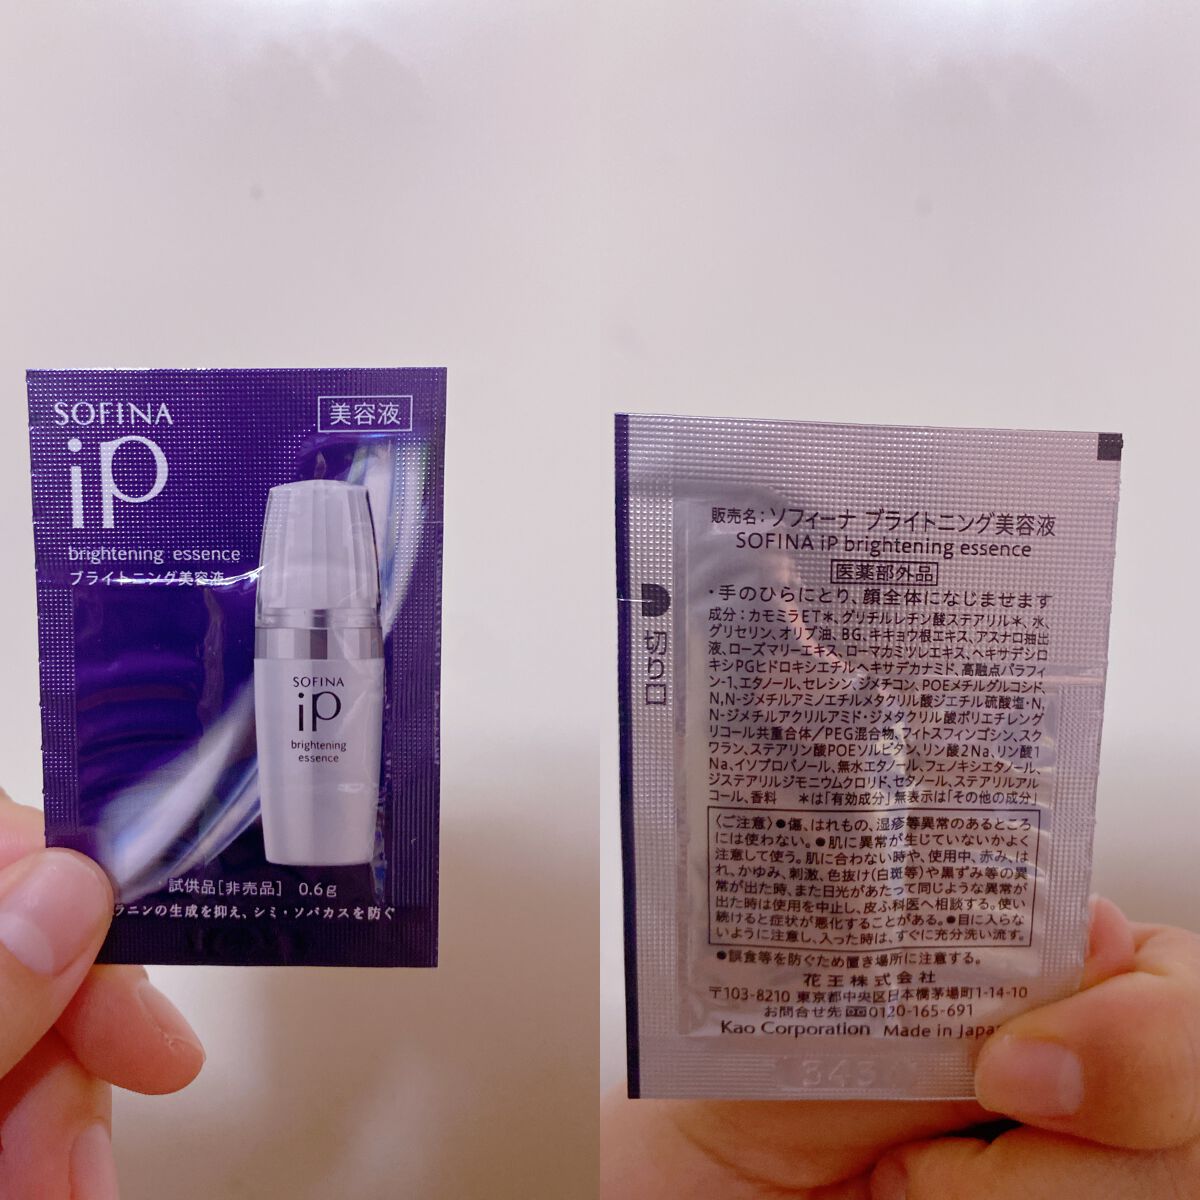 SOFINA
iP
美容液
brightening essence
ブライトニング美容液
SOFINA
iP
brightening
essence
試供品[非売品] 0.6g
ラニンの生成を抑え、シミ・ソバカスを防ぐ
販売名:ソフィーナ ブライトニング美容液
SOFINA iP brightening essence
医薬部外品
・手のひらにとり、顔全体になじませます
切り口
成分:カモミラET*、グリチルレチン酸ステアリル*、水、
グリセリン、オリブ油、BG、キキョウ根エキス、アスナロ抽出
液、ローズマリーエキス、ローマカミツレエキス、ヘキサデシロ
キシPGヒドロキシエチルヘキサデカナミド、高融点パラフィ
ン-1、エタノール、セレシン、ジメチコン、POEメチルグルコシド、
N,N-ジメチルアミノエチルメタクリル酸ジエチル硫酸塩・N,
N-ジメチルアクリルアミド・ジメタクリル酸ポリエチレング
リコール共重合体/PEG混合物、フィトスフィンゴシン、スク
ワラン、ステアリン酸POEソルビタン、リン酸2Na、リン酸1
Na、イソプロパノール、無水エタノール、フェノキシエタノール、
ジステアリルジモニウムクロリド、セタノール、ステアリルアル
コール、香料 *は「有効成分」無表示は「その他の成分」
〈ご注意〉●傷、はれもの、湿疹等異常のあるところ
には使わない。●肌に異常が生じていないかよく
注意して使う。肌に合わない時や、使用中、赤み、は
れ、かゆみ、刺激、色抜け(白斑等)や黒ずみ等の異
常が出た時、また日光があたって同じような異常が
出た時は使用を中止し、皮ふ科医へ相談する。使い
続けると症状が悪化することがある。●目に入らな
いように注意し、入った時は、すぐに充分洗い流す。
●誤食等を防ぐため置き場所に注意する。
花王株式会社
〒103-8210 東京都中央区日本橋茅場町1-14-10
お問合せ先 0120-165-691
Kao Corporation Made in Japa